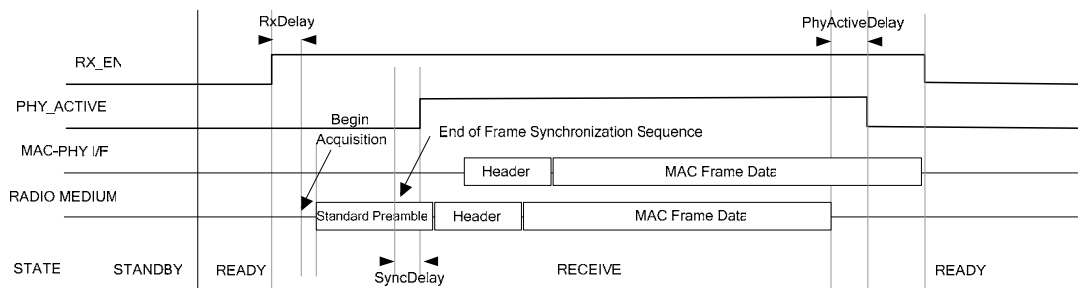 RxDelay
PhyActiveDelay
RX_EN
PHY_ACTIVE
Begin
Acquisition
End of Frame Synchronization Sequence
MAC-PHY I/F
Header
MAC Frame Data
RADIO MEDIUM
Standard Preamble
Header
MAC Frame Data
STATE
STANDBY
READY
SyncDelay
RECEIVE
READY